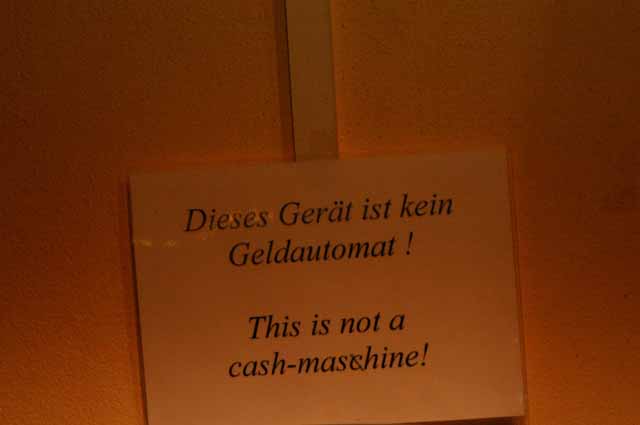 Dieses Gerät ist kein
Geldautomat !
This is not a
cash-maschine!